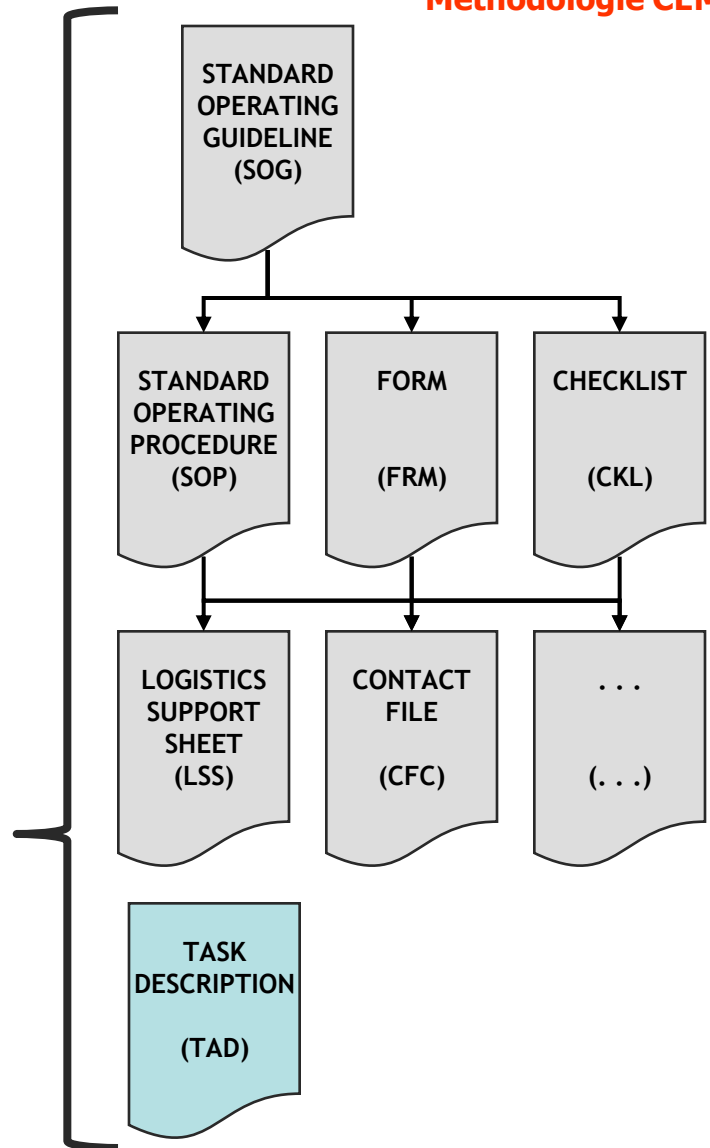 Methodologie CEM
STANDARD
OPERATING
GUIDELINE
(SOG)
STANDARD
OPERATING
PROCEDURE
(SOP)
FORM
(FRM)
CHECKLIST
(CKL)
LOGISTICS
SUPPORT
SHEET
(LSS)
CONTACT
FILE
(CFC)
. . .
(. . .)
TASK
DESCRIPTION
(TAD)